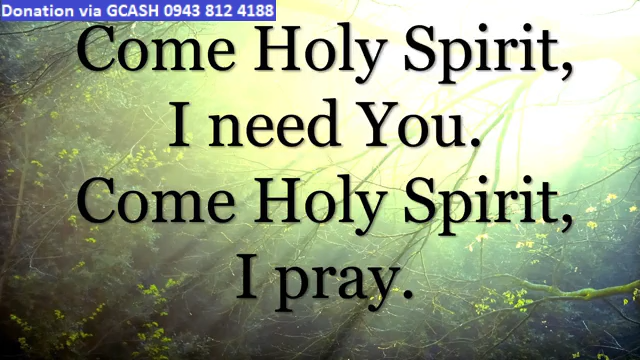 Donation via GCASH 0943 812 4188
Come Holy Spirit,
I need You.
Come Holy Spirit,
I pray.